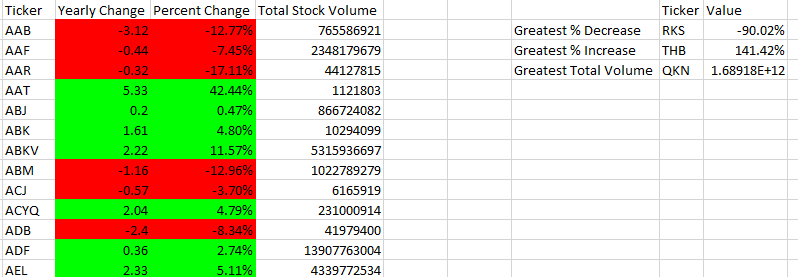 Ticker Yearly Change Percent Change Total Stock Volume Ticker Value
AAB -3.12 -12.77% 765586921 Greatest % Decrease RKS -90.02%
AAF -0.44 -7.45% 2348179679 Greatest % Increase THB 141.42%
AAR -0.32 -17.11% 44127815 Greatest Total Volume QKN 1.68918E+12
AAT 5.33 42.44% 1121803
ABJ 0.2 0.47% 866724082
ABK 1.61 4.80% 10294099
ABKV 2.22 11.57% 5315936697
ABM -1.16 -12.96% 1022789279
ACJ -0.57 -3.70% 6165919
ACYQ 2.04 4.79% 231000914
ADB -2.4 -8.34% 41979400
ADF 0.36 2.74% 13907763004
AEL 2.33 5.11% 4339772534